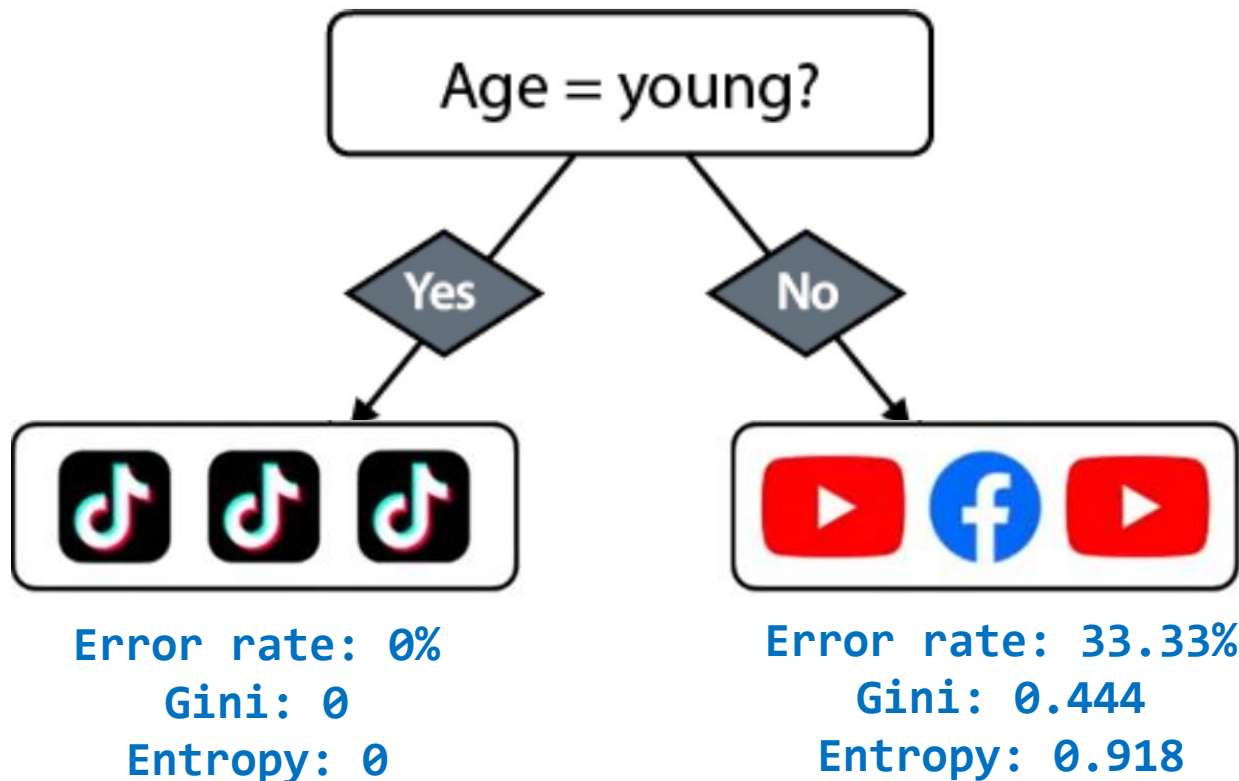 Age = young?
Yes
No
Error rate: 0%
Gini: 0
Entropy: 0
Error rate: 33.33%
Gini: 0.444
Entropy: 0.918